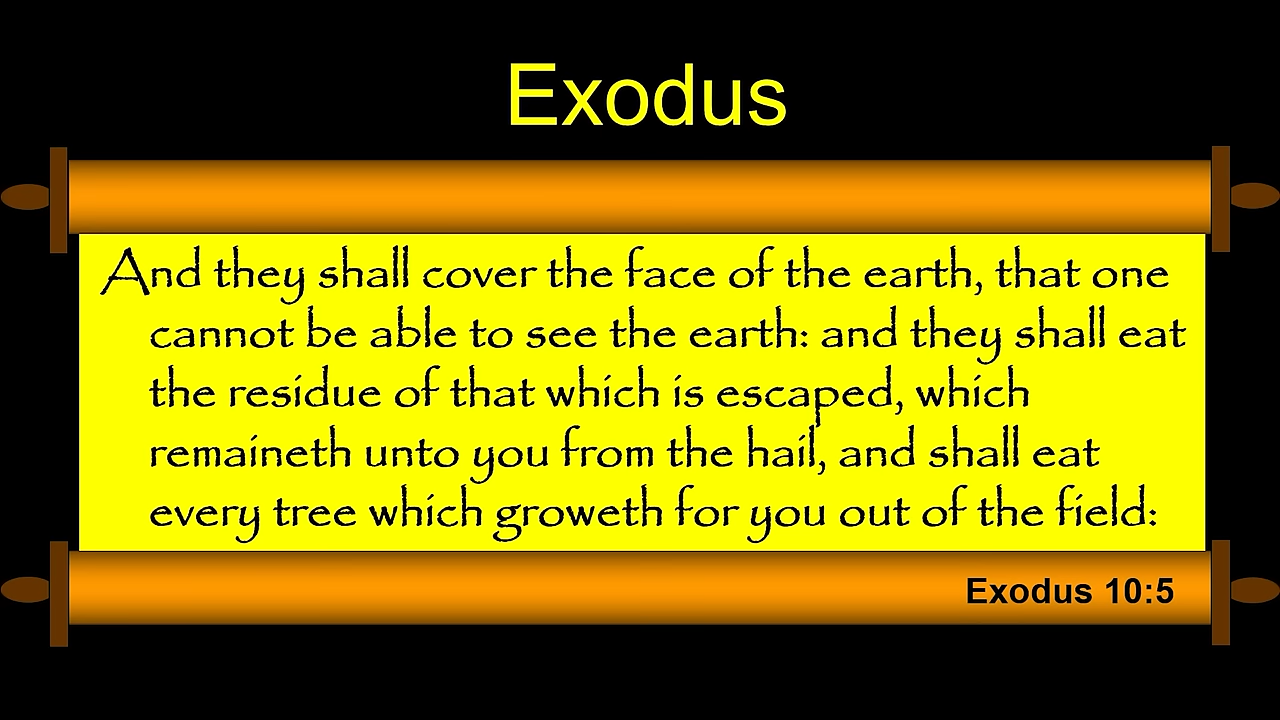 Exodus
And they shall cover the face of the earth, that one
cannot be able to see the earth: and they shall eat
the residue of that which is escaped, which
remaineth unto you from the hail, and shall eat
every tree which groweth for you out of the field:
Exodus 10:5